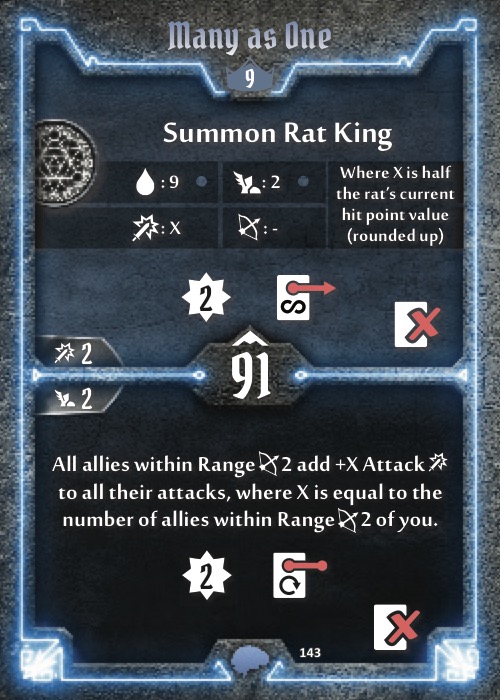 Many as One
9
Summon Rat King
: 9
: 2
Where X is half
the rat's current
hit point value
(rounded up)
: X
: -
2
2
91
2
All allies within Range 2 add +X Attack
to all their attacks, where X is equal to the
number of allies within Range 2 of you.
2
143